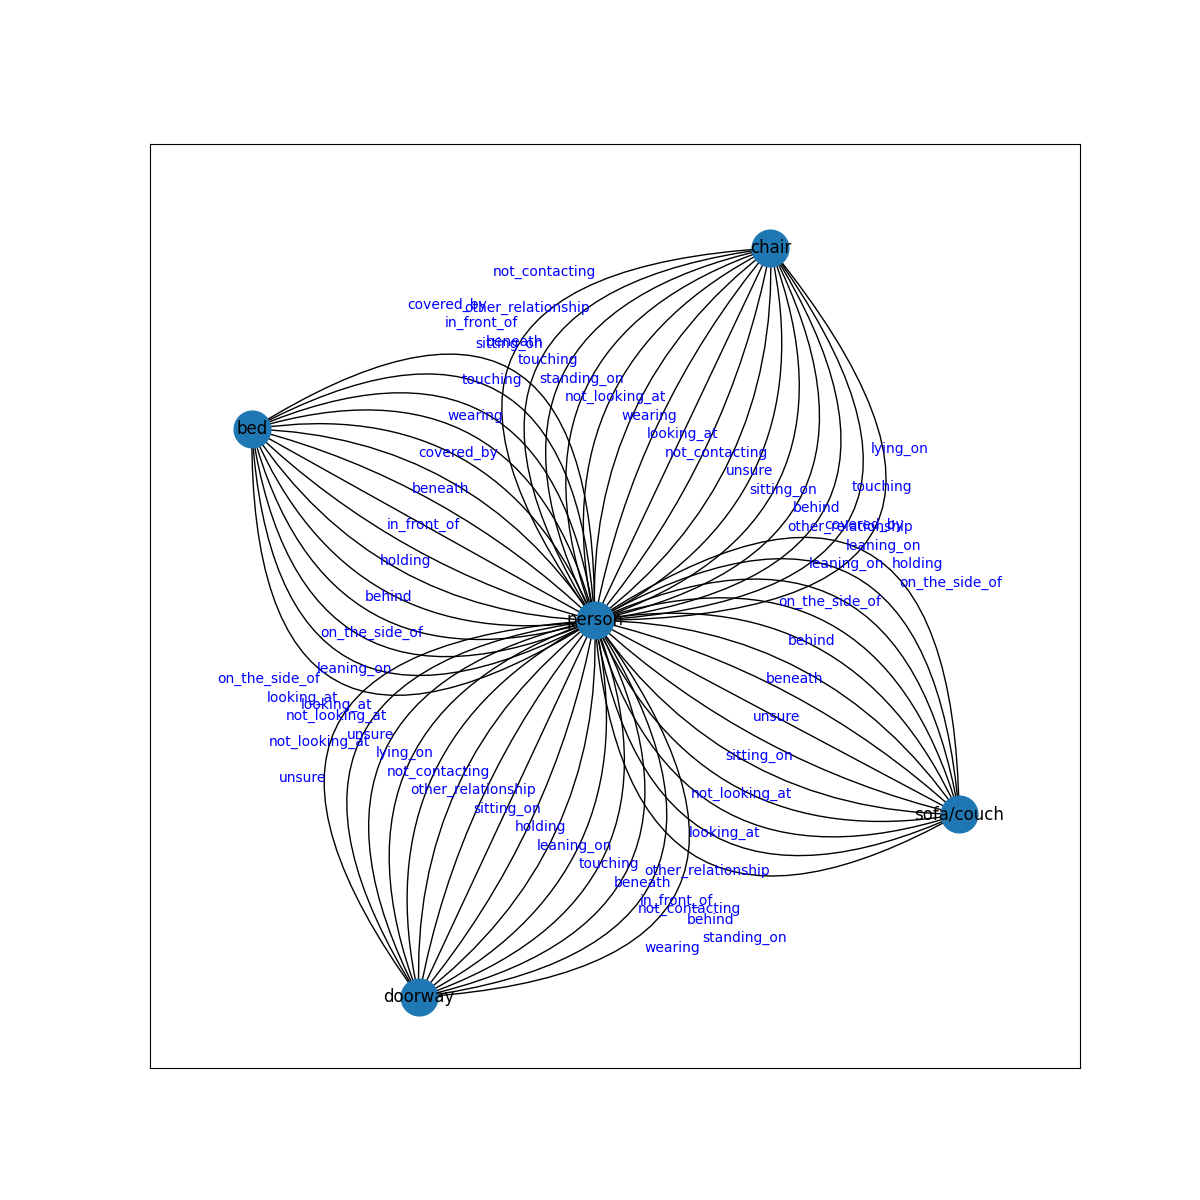 chair
not_contacting
covered_by
other_relationship
in_front_of
beneath
sitting_on
touching
standing_on
touching
not_looking_at
wearing
wearing
bed
looking_at
lying_on
covered_by
not_contacting
unsure
touching
beneath
sitting_on
behind
in_front_of
covered_by
other_relationship
leaning_on
holding
leaning_on
holding
on_the_side_of
behind
on_the_side_of
person
on_the_side_of
behind
leaning_on
on_the_side_of
beneath
looking_at
looking_at
not_looking_at
unsure
unsure
not_looking_at
lying_on
sitting_on
not_contacting
unsure
other_relationship
not_looking_at
sitting_on
sofa/couch
holding
looking_at
leaning_on
touching
other_relationship
beneath
in_front_of
not_contacting
behind
standing_on
wearing
doorway